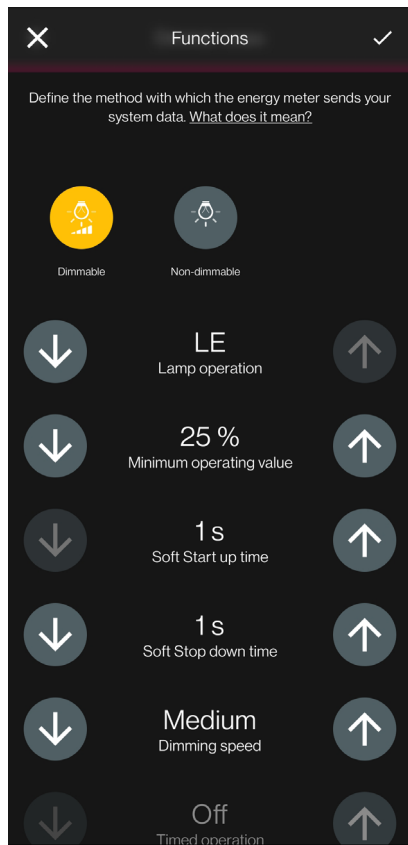 Functions
Define the method with which the energy meter sends your
system data. What does it mean?
Dimmable
Non-dimmable
LE
Lamp operation
25 %
Minimum operating value
1 s
Soft Start up time
1 s
Soft Stop down time
Medium
Dimming speed
Off
Timed operation